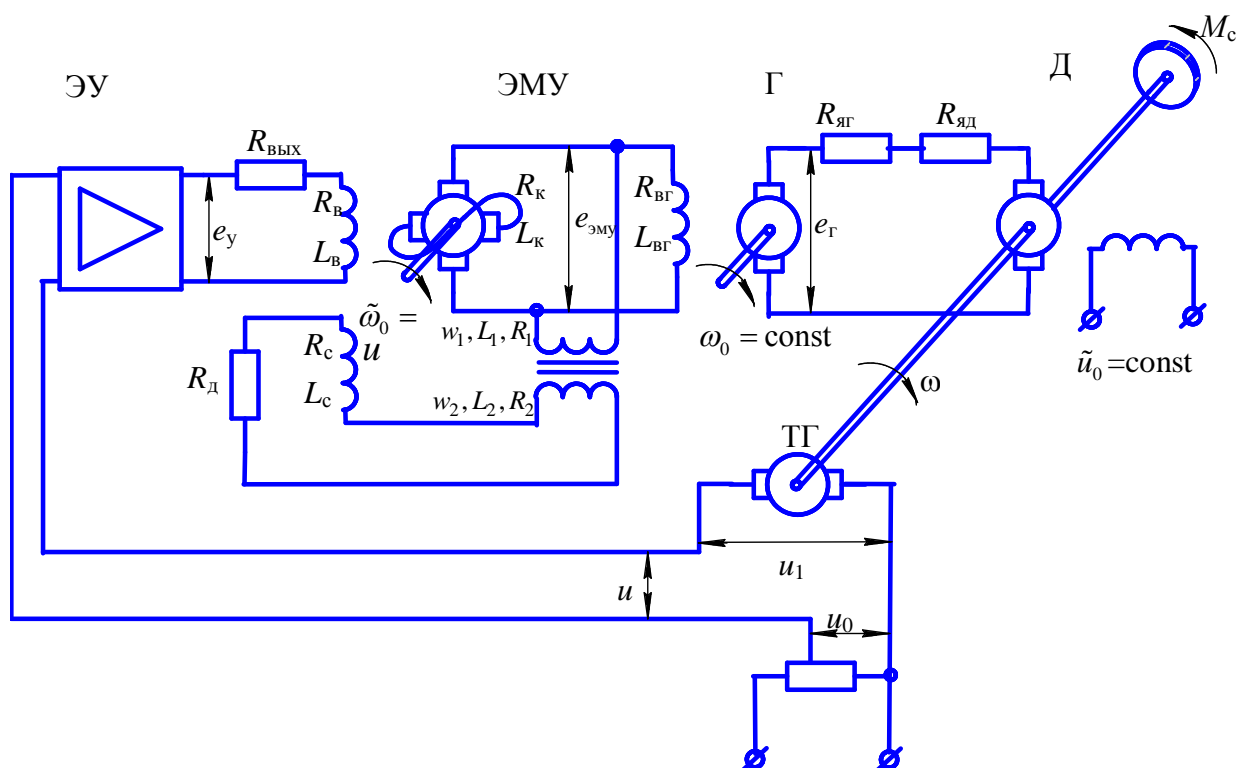 ЭУ
ЭМУ
Г
Д
M_с
R_вых
R_в
L_в
e_у
R_к
L_к
e_эму
R_вг
L_вг
R_яг
R_яд
e_г
ω̃_0 =
u
ω_0 = const
ũ_0 =const
R_д
R_с
L_с
w_1, L_1, R_1
w_2, L_2, R_2
ω
ТГ
u_1
u
u_0